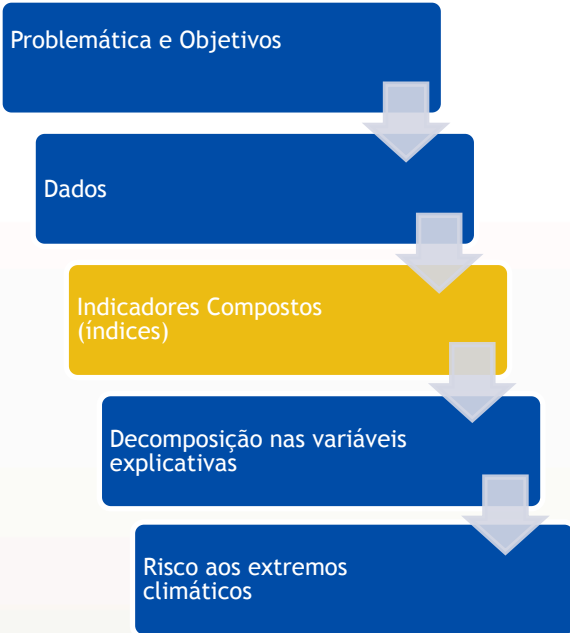 Problemática e Objetivos
Dados
Indicadores Compostos
(índices)
Decomposição nas variáveis
explicativas
Risco aos extremos
climáticos